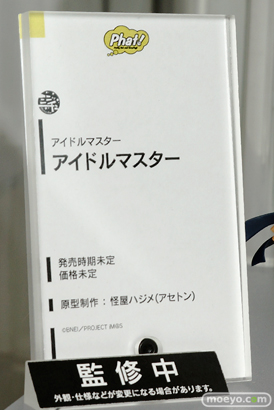 Phat!
アイドルマスター
アイドルマスター
発売時期未定
価格未定
原型制作：怪屋ハジメ(アセトン)
©BNEI／PROJECT iM@S
監修中
外観・仕様などが変更になる場合があります。
moeyo.com